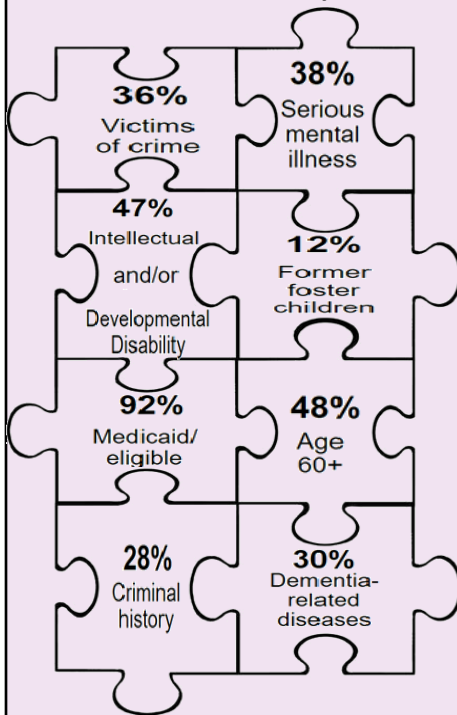 36%
Victims
of crime
38%
Serious
mental
illness
47%
Intellectual
and/or
Developmental
Disability
12%
Former
foster
children
92%
Medicaid/
eligible
48%
Age
60+
28%
Criminal
history
30%
Dementia-
related
diseases